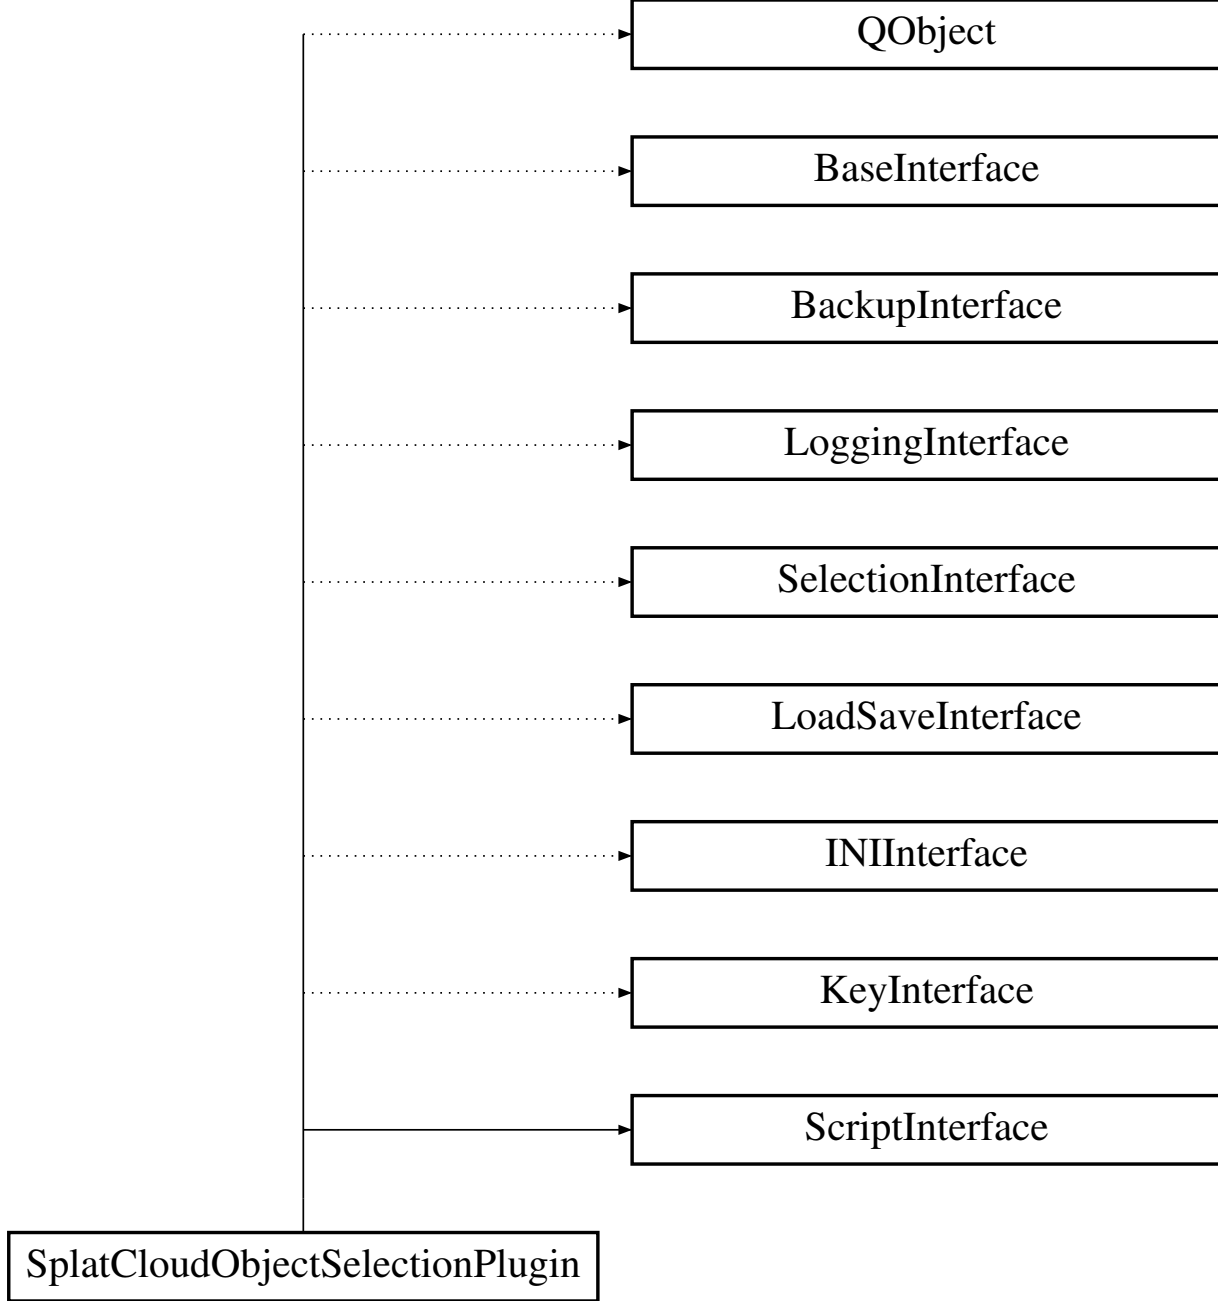 QObject
BaseInterface
BackupInterface
LoggingInterface
SelectionInterface
LoadSaveInterface
INIInterface
KeyInterface
ScriptInterface
SplatCloudObjectSelectionPlugin